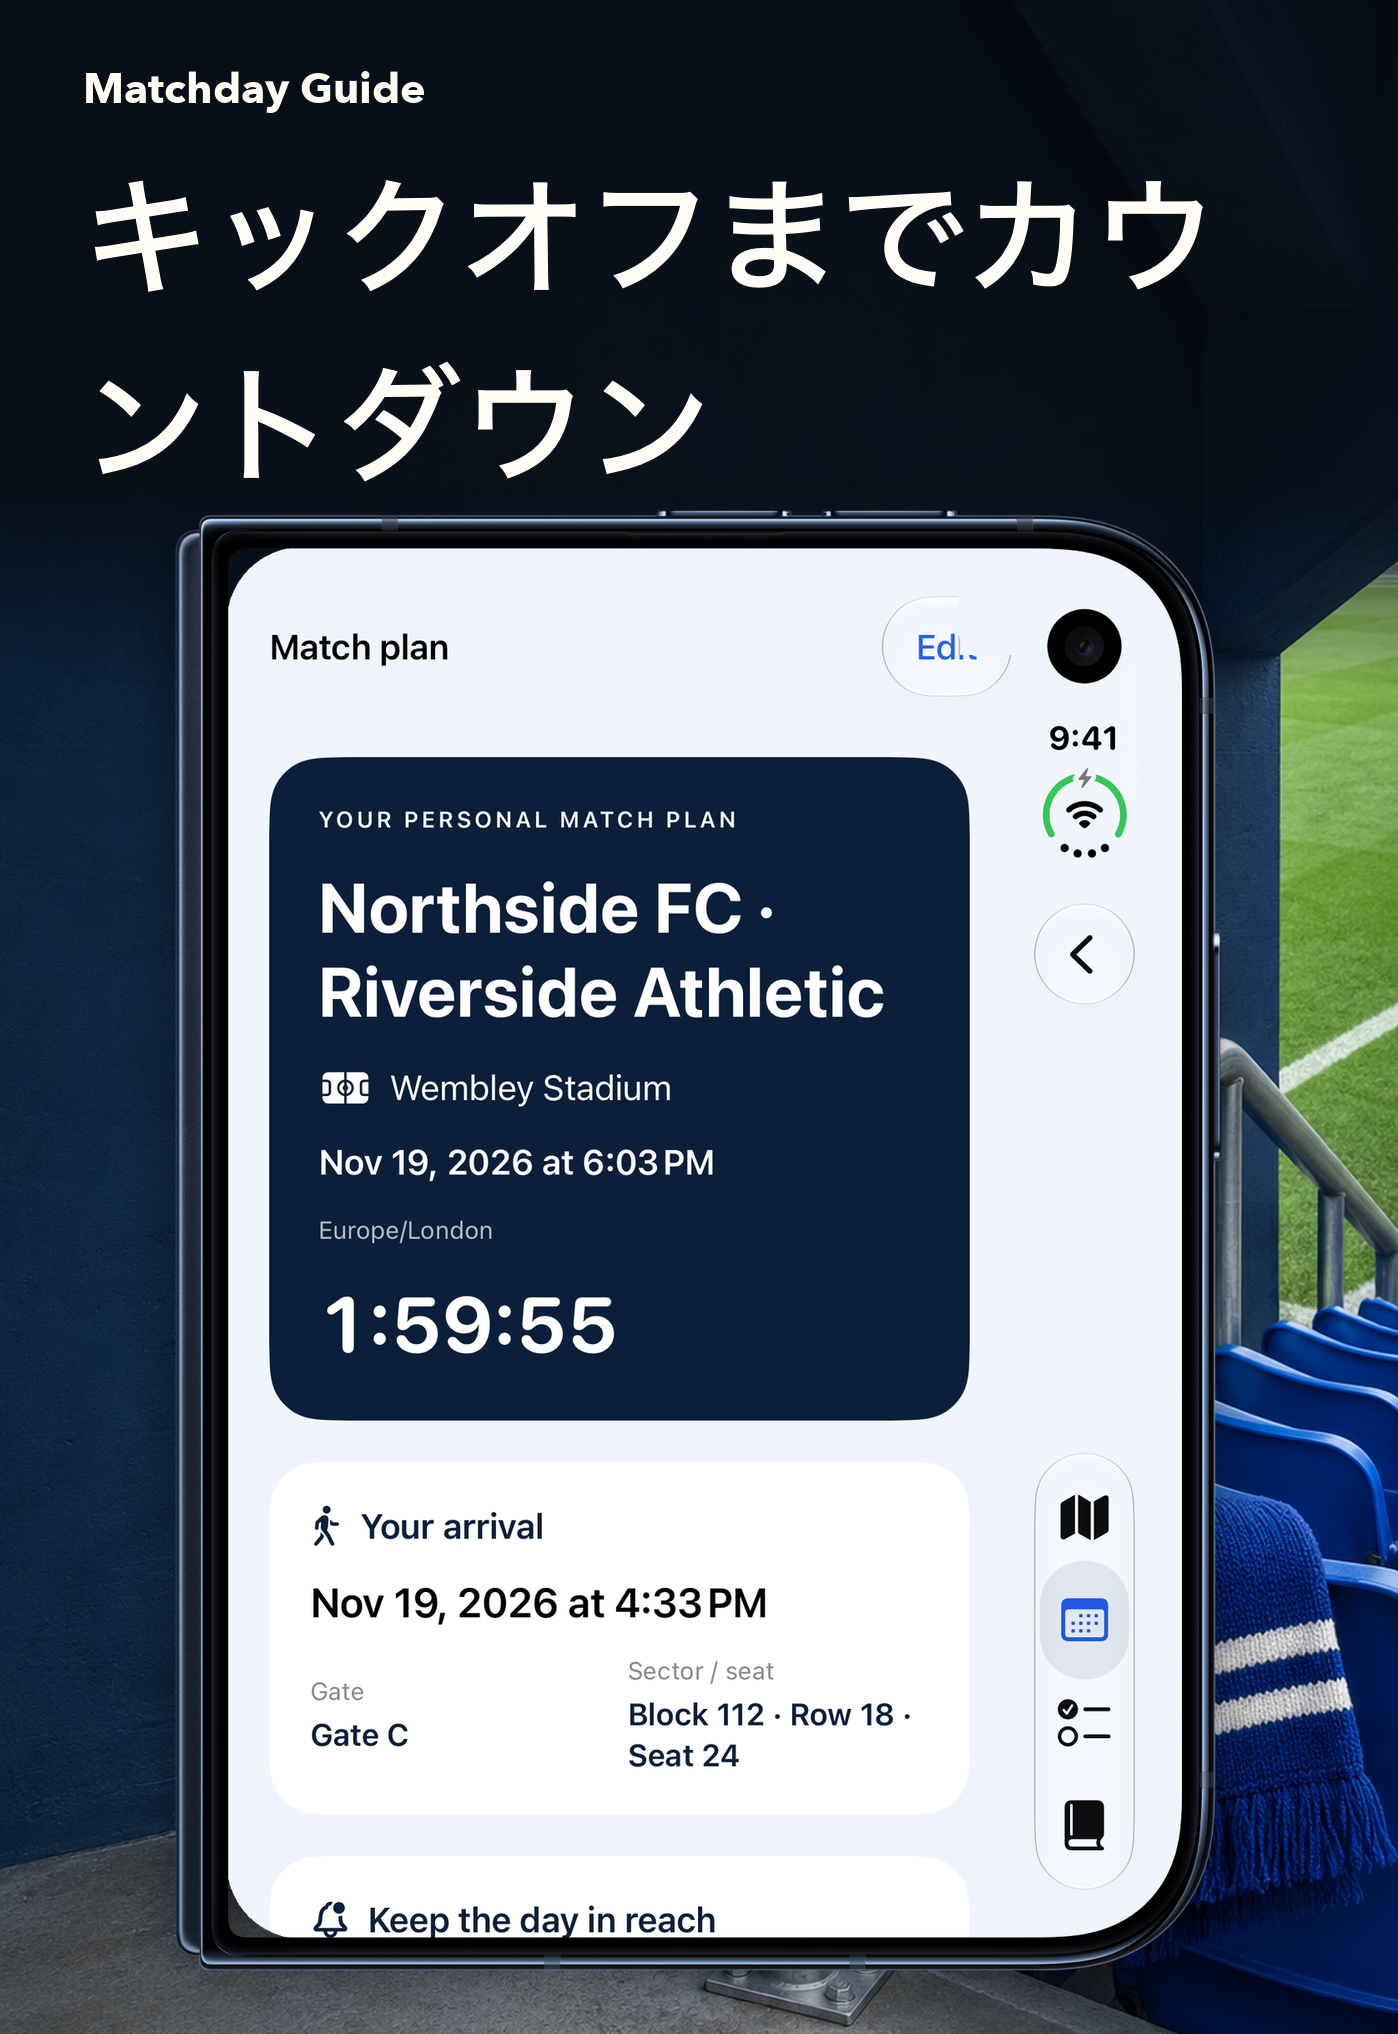 Matchday Guide
キックオフまでカウ
ントダウン
Match plan
9:41
YOUR PERSONAL MATCH PLAN
Northside FC ·
Riverside Athletic
Wembley Stadium
Nov 19, 2026 at 6:03 PM
Europe/London
1:59:55
Your arrival
Nov 19, 2026 at 4:33 PM
Gate
Gate C
Sector / seat
Block 112 · Row 18 ·
Seat 24
Keep the day in reach